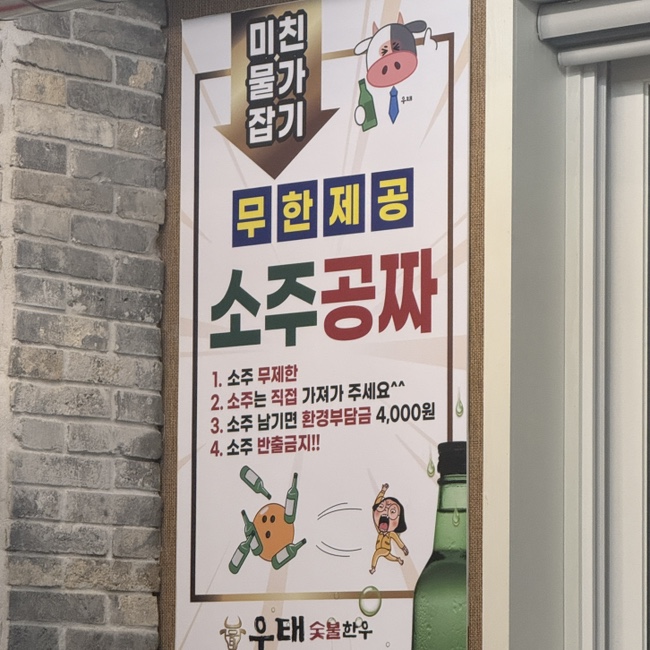 미친
물가
잡기
우태
무한제공
소주공짜
1. 소주 무제한
2. 소주는 직접 가져가 주세요^^
3. 소주 남기면 환경부담금 4,000원
4. 소주 반출금지!!
우태 숯불한우